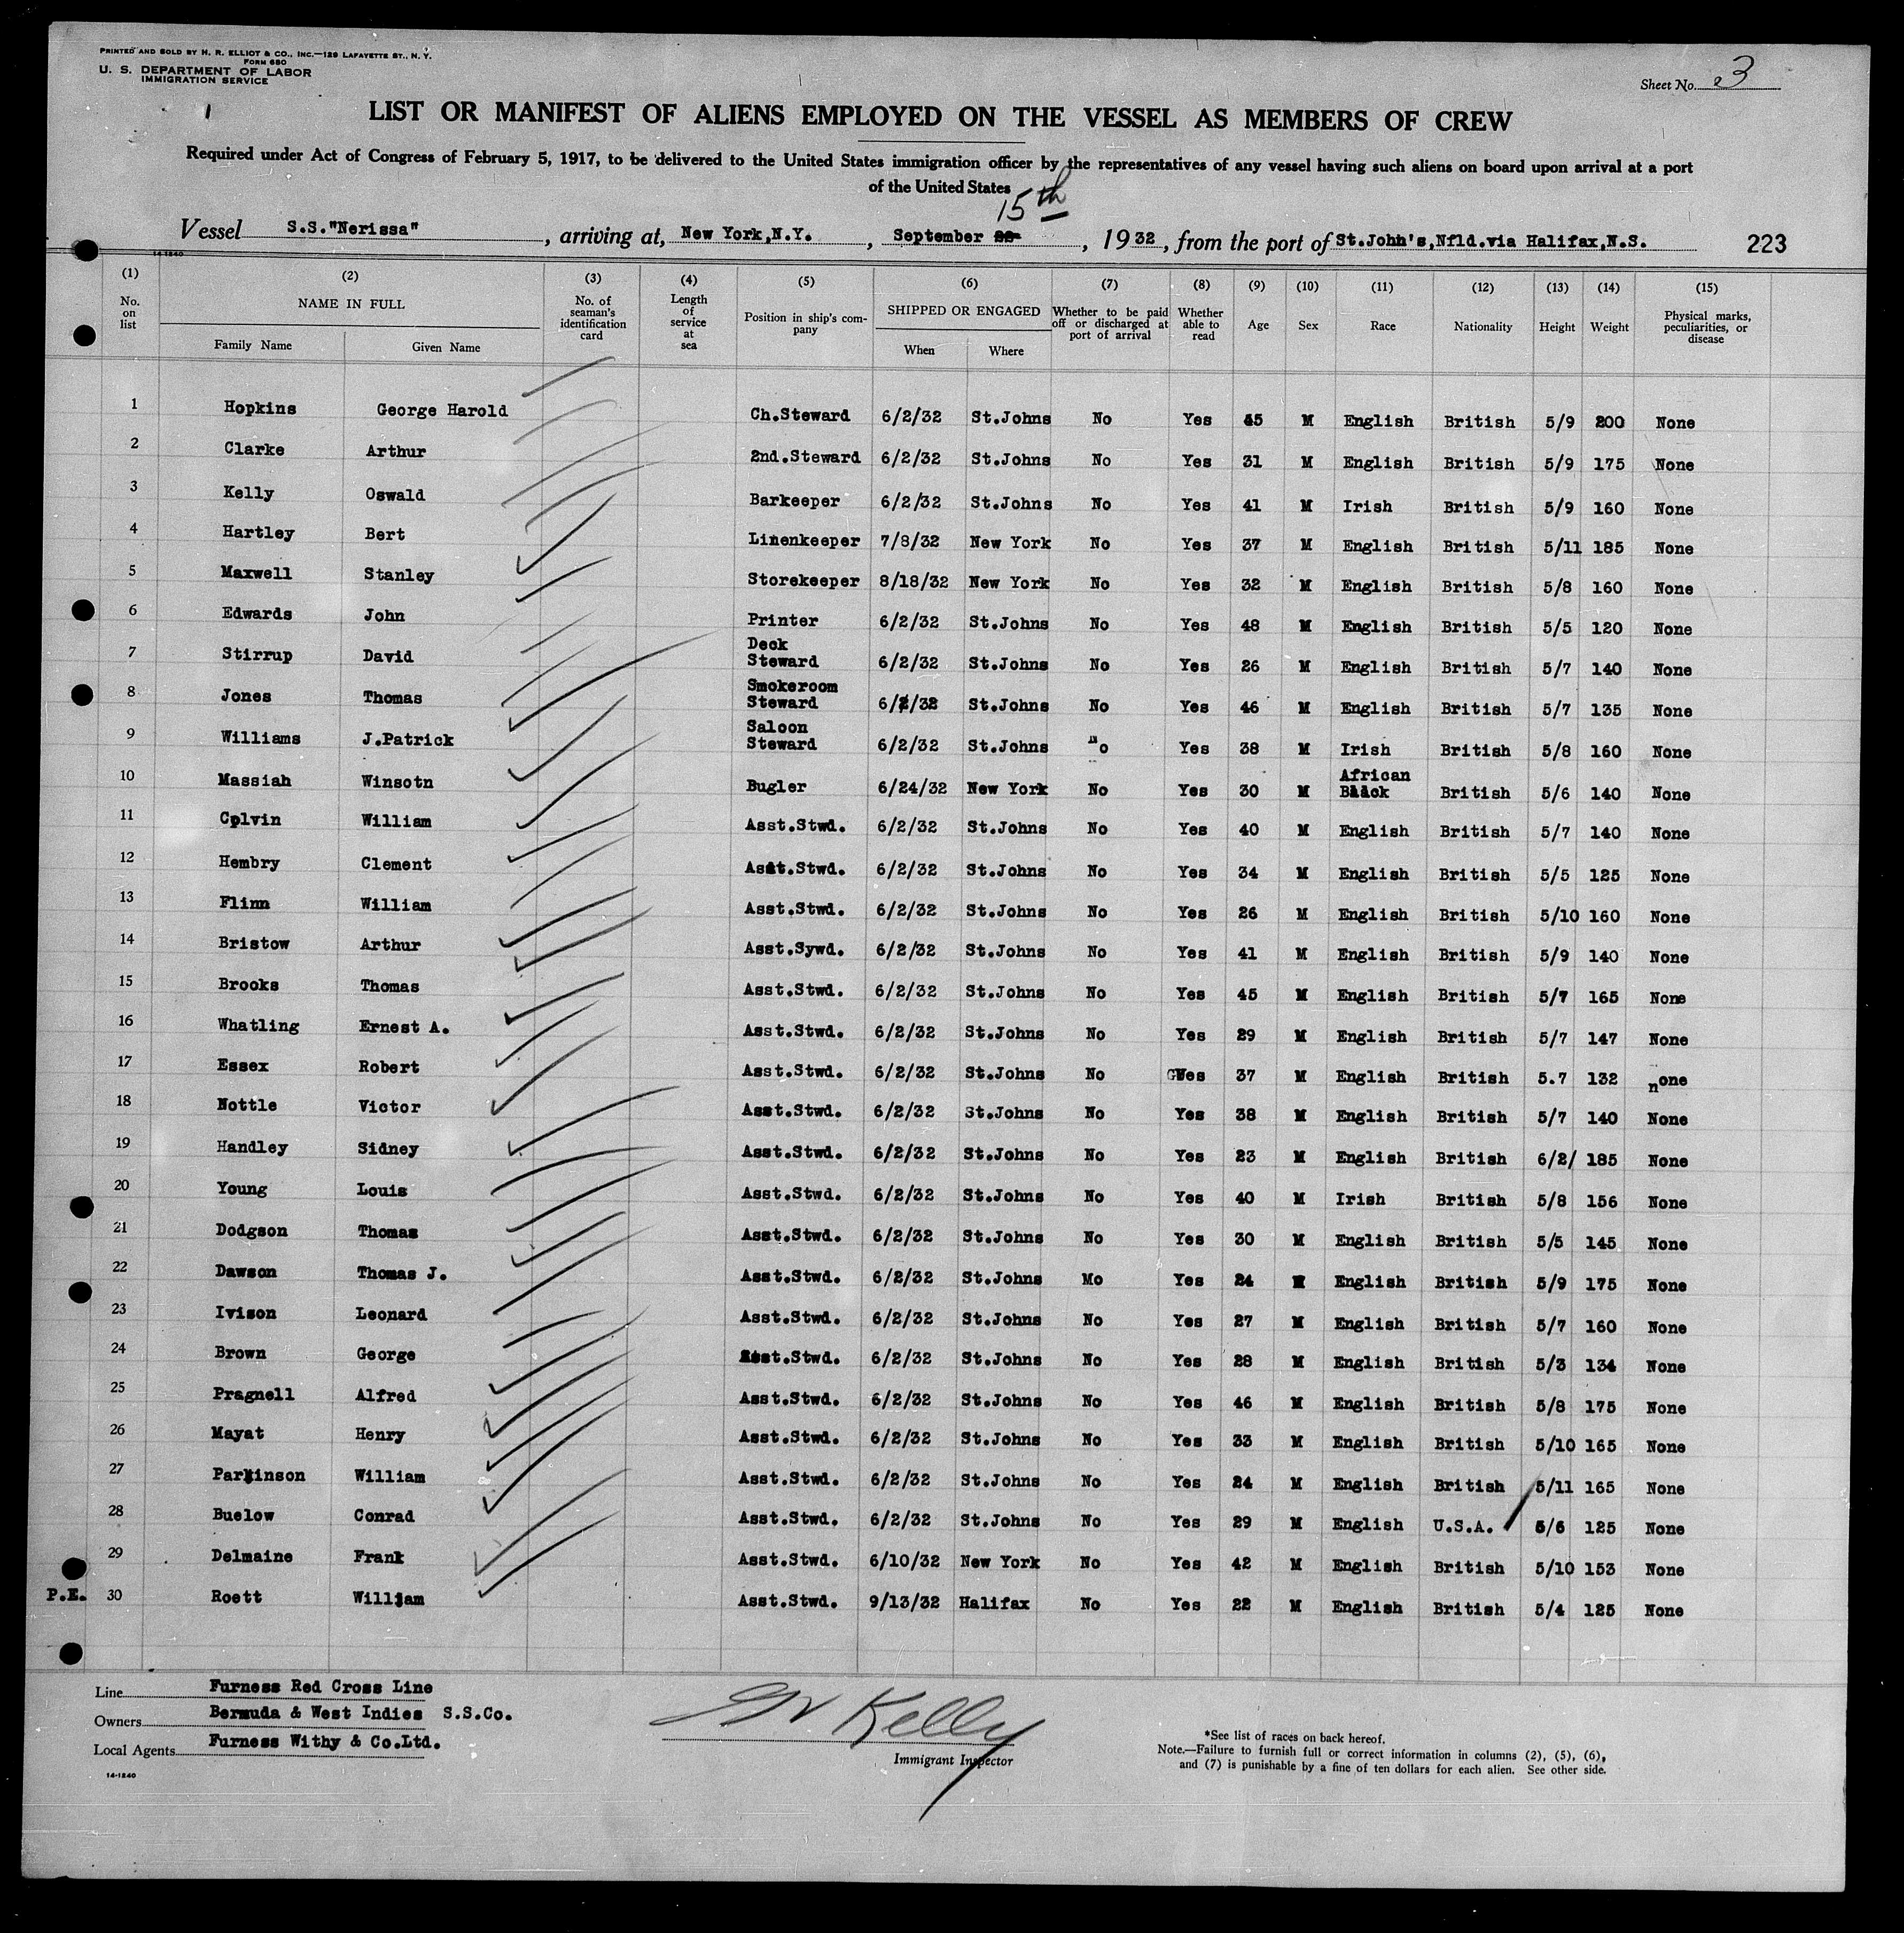 PRINTED AND SOLD BY H. R. ELLIOT & CO., INC.—129 LAFAYETTE ST., N. Y.
FORM 680
U. S. DEPARTMENT OF LABOR
IMMIGRATION SERVICE
Sheet No. 3
1
LIST OR MANIFEST OF ALIENS EMPLOYED ON THE VESSEL AS MEMBERS OF CREW
Required under Act of Congress of February 5, 1917, to be delivered to the United States immigration officer by the representatives of any vessel having such aliens on board upon arrival at a port
of the United States
15th
Vessel S.S."Nerissa", arriving at, New York,N.Y., September , 1932, from the port of St.John's,Nfld.via Halifax,N.S. 223
14-1240
(1) (2) (3) (4) (5) (6) (7) (8) (9) (10) (11) (12) (13) (14) (15)
No. on list NAME IN FULL Family Name Given Name No. of seaman's identification card Length of service at sea Position in ship's company SHIPPED OR ENGAGED When Where Whether to be paid off or discharged at port of arrival Whether able to read Age Sex Race Nationality Height Weight Physical marks, peculiarities, or disease
1 Hopkins George Harold Ch.Steward 6/2/32 St.Johns No Yes 45 M English British 5/9 200 None
2 Clarke Arthur 2nd.Steward 6/2/32 St.Johns No Yes 31 M English British 5/9 175 None
3 Kelly Oswald Barkeeper 6/2/32 St.Johns No Yes 41 M Irish British 5/9 160 None
4 Hartley Bert Linenkeeper 7/8/32 New York No Yes 37 M English British 5/11 185 None
5 Maxwell Stanley Storekeeper 8/18/32 New York No Yes 32 M English British 5/8 160 None
6 Edwards John Printer 6/2/32 St.Johns No Yes 48 M English British 5/5 120 None
7 Stirrup David Deck Steward 6/2/32 St.Johns No Yes 26 M English British 5/7 140 None
8 Jones Thomas Smokeroom Steward 6/2/32 St.Johns No Yes 46 M English British 5/7 135 None
9 Williams J.Patrick Saloon Steward 6/2/32 St.Johns No Yes 38 M Irish British 5/8 160 None
10 Massiah Winsotn Bugler 6/24/32 New York No Yes 30 M African Black British 5/6 140 None
11 Colvin William Asst.Stwd. 6/2/32 St.Johns No Yes 40 M English British 5/7 140 None
12 Hembry Clement Asst.Stwd. 6/2/32 St.Johns No Yes 34 M English British 5/5 125 None
13 Flinn William Asst.Stwd. 6/2/32 St.Johns No Yes 26 M English British 5/10 160 None
14 Bristow Arthur Asst.Sywd. 6/2/32 St.Johns No Yes 41 M English British 5/9 140 None
15 Brooks Thomas Asst.Stwd. 6/2/32 St.Johns No Yes 45 M English British 5/7 165 None
16 Whatling Ernest A. Asst.Stwd. 6/2/32 St.Johns No Yes 29 M English British 5/7 147 None
17 Essex Robert Asst.Stwd. 6/2/32 St.Johns No Yes 37 M English British 5.7 132 none
18 Nottle Victor Asst.Stwd. 6/2/32 St.Johns No Yes 38 M English British 5/7 140 None
19 Handley Sidney Asst.Stwd. 6/2/32 St.Johns No Yes 23 M English British 6/2/ 185 None
20 Young Louis Asst.Stwd. 6/2/32 St.Johns No Yes 40 M Irish British 5/8 156 None
21 Dodgson Thomas Asst.Stwd. 6/2/32 St.Johns No Yes 30 M English British 5/5 145 None
22 Dawson Thomas J. Asst.Stwd. 6/2/32 St.Johns Mo Yes 24 M English British 5/9 175 None
23 Ivison Leonard Asst.Stwd. 6/2/32 St.Johns No Yes 27 M English British 5/7 160 None
24 Brown George Asst.Stwd. 6/2/32 St.Johns No Yes 28 M English British 5/3 134 None
25 Pragnell Alfred Asst.Stwd. 6/2/32 St.Johns No Yes 46 M English British 5/8 175 None
26 Mayat Henry Asst.Stwd. 6/2/32 St.Johns No Yes 33 M English British 5/10 165 None
27 Parkinson William Asst.Stwd. 6/2/32 St.Johns No Yes 24 M English British 5/11 165 None
28 Buelow Conrad Asst.Stwd. 6/2/32 St.Johns No Yes 29 M English U.S.A. 5/6 125 None
29 Delmaine Frank Asst.Stwd. 6/10/32 New York No Yes 42 M English British 5/10 153 None
P.E. 30 Roett William Asst.Stwd. 9/13/32 Halifax No Yes 22 M English British 5/4 125 None
Line Furness Red Cross Line
Owners Bermuda & West Indies S.S.Co.
Local Agents Furness Withy & Co.Ltd.
14-1240
Kelly
Immigrant Inspector
*See list of races on back hereof.
Note.—Failure to furnish full or correct information in columns (2), (5), (6),
and (7) is punishable by a fine of ten dollars for each alien. See other side.